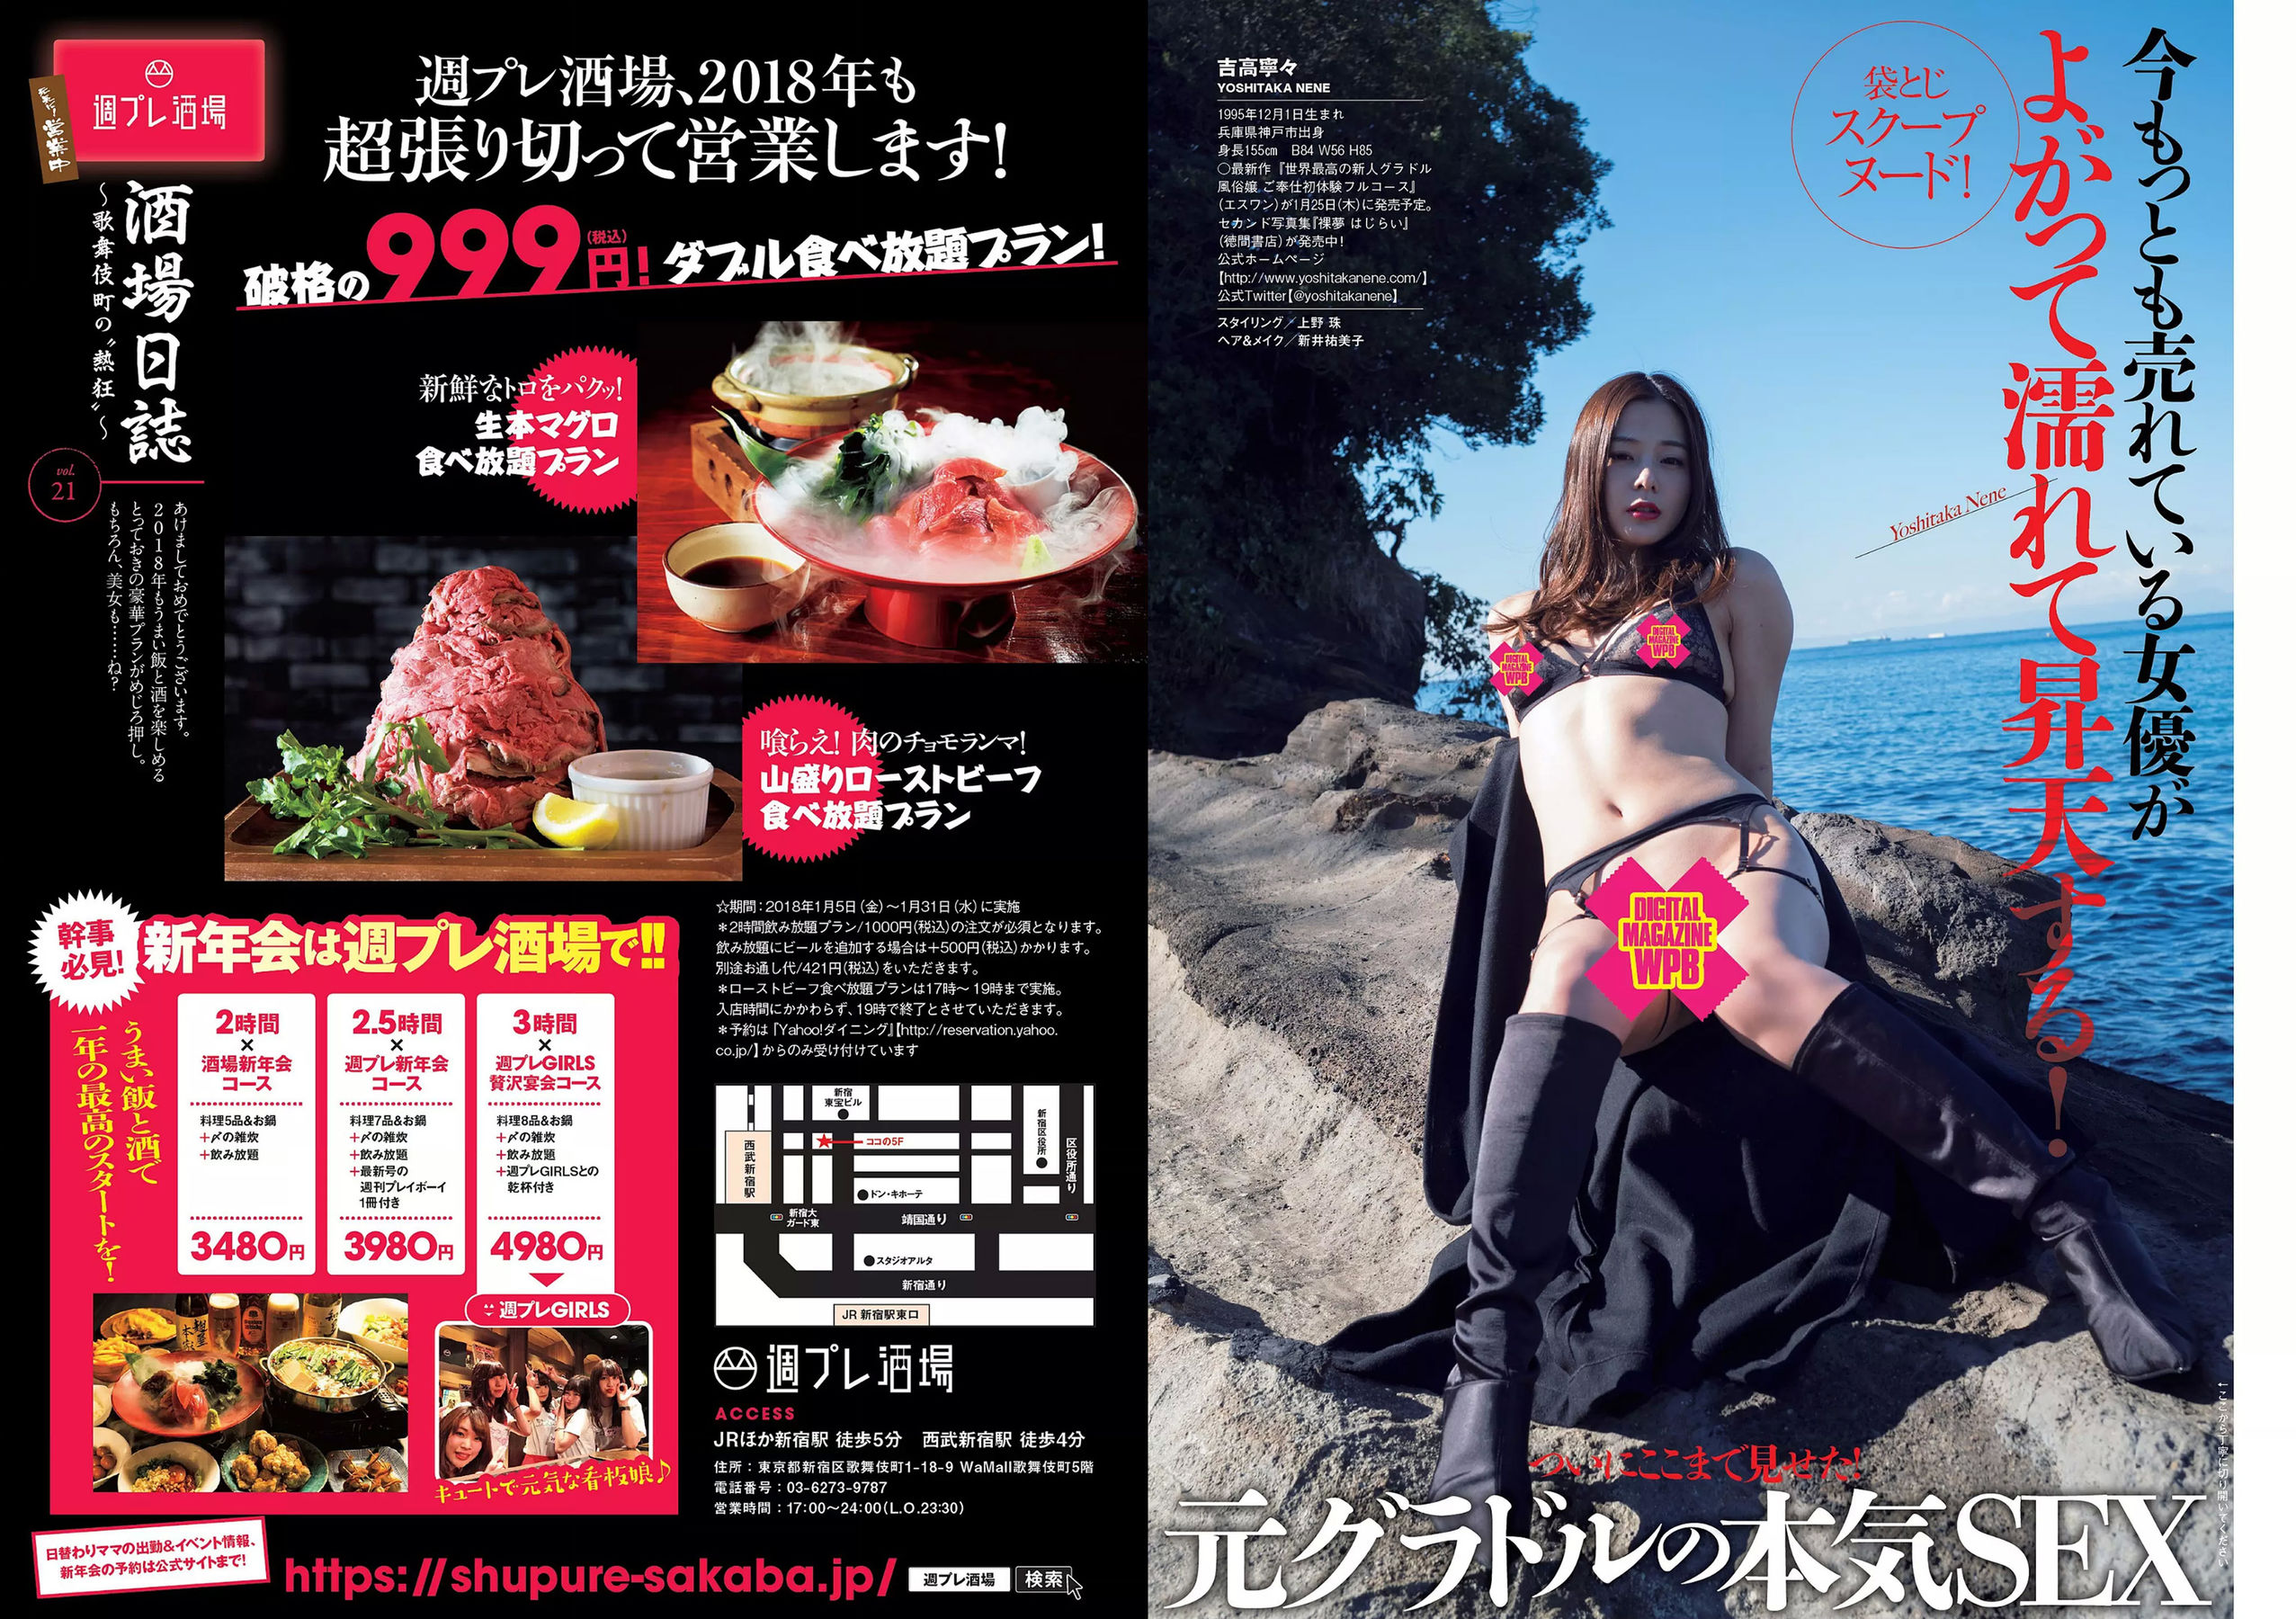 週プレ酒場
営業中
酒場日誌
〜歌舞伎町の〝熱狂〟〜
vol.
21
あけましておめでとうございます。
2018年もうまい飯と酒を楽しめる
とっておきの豪華プランがめじろ押し。
もちろん、美女も……ね？
週プレ酒場、2018年も
超張り切って営業します！
破格の999円！(税込) ダブル食べ放題プラン！
新鮮なトロをパクッ！
生本マグロ
食べ放題プラン
喰らえ！ 肉のチョモランマ！
山盛りローストビーフ
食べ放題プラン
幹事
必見！
新年会は週プレ酒場で!!
うまい飯と酒で
一年の最高のスタートを！
2時間
×
酒場新年会
コース
料理5品&お鍋
＋〆の雑炊
＋飲み放題
3480円
2.5時間
×
週プレ新年会
コース
料理7品&お鍋
＋〆の雑炊
＋飲み放題
＋最新号の
週刊プレイボーイ
1冊付き
3980円
3時間
×
週プレGIRLS
贅沢宴会コース
料理8品&お鍋
＋〆の雑炊
＋飲み放題
＋週プレGIRLSとの
乾杯付き
4980円
週プレGIRLS
キュートで元気な看板娘♪
☆期間：2018年1月5日（金）〜1月31日（水）に実施
＊2時間飲み放題プラン/1000円（税込）の注文が必須となります。
飲み放題にビールを追加する場合は＋500円（税込）かかります。
別途お通し代/421円（税込）をいただきます。
＊ローストビーフ食べ放題プランは17時〜19時まで実施。
入店時間にかかわらず、19時で終了とさせていただきます。
＊予約は『Yahoo!ダイニング』【http://reservation.yahoo.
co.jp/】からのみ受け付けています
新宿
東宝ビル
ココの5F
西武新宿駅
新宿区役所
区役所通り
ドン・キホーテ
新宿大
ガード東
靖国通り
スタジオアルタ
新宿通り
JR 新宿駅東口
週プレ酒場
ACCESS
JRほか新宿駅 徒歩5分　西武新宿駅 徒歩4分
住所：東京都新宿区歌舞伎町1-18-9 WaMall歌舞伎町5階
電話番号：03-6273-9787
営業時間：17:00〜24:00（L.O.23:30）
日替わりママの出勤&イベント情報、
新年会の予約は公式サイトまで！
https://shupure-sakaba.jp/
週プレ酒場
検索
吉高寧々
YOSHITAKA NENE
1995年12月1日生まれ
兵庫県神戸市出身
身長155㎝　B84 W56 H85
○最新作『世界最高の新人グラドル
風俗嬢 ご奉仕初体験フルコース』
（エスワン）が1月25日（木）に発売予定。
セカンド写真集『裸夢 はじらい』
（徳間書店）が発売中！
公式ホームページ
【http://www.yoshitakanene.com/】
公式Twitter【@yoshitakanene】
スタイリング／上野 珠
ヘア&メイク／新井祐美子
袋とじ
スクープ
ヌード！
今もっとも売れている女優が
よがって濡れて昇天する！
Yoshitaka Nene
DIGITAL
MAGAZINE
WPB
DIGITAL
MAGAZINE
WPB
DIGITAL
MAGAZINE
WPB
ついにここまで見せた！
元グラドルの本気SEX
←ここから丁寧に切り開いてください